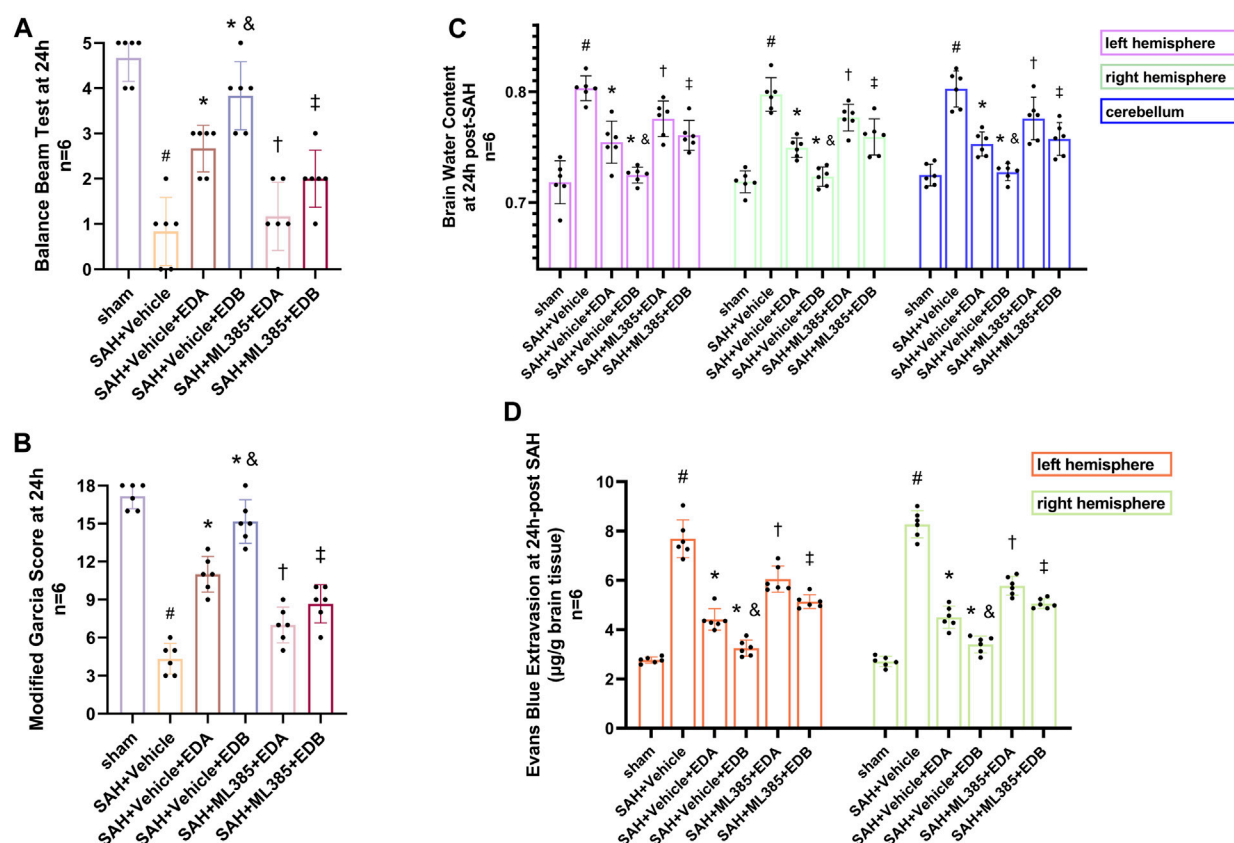 A
Balance Beam Test at 24h
n=6
5
4
3
2
1
0
#
*
* &
†
‡
sham
SAH+Vehicle
SAH+Vehicle+EDA
SAH+Vehicle+EDB
SAH+ML385+EDA
SAH+ML385+EDB
B
Modified Garcia Score at 24h
n=6
18
15
12
9
6
3
0
#
*
* &
†
‡
sham
SAH+Vehicle
SAH+Vehicle+EDA
SAH+Vehicle+EDB
SAH+ML385+EDA
SAH+ML385+EDB
C
Brain Water Content
at 24h post-SAH
n=6
0.8
0.7
#
*
* &
†
‡
#
*
* &
†
‡
#
*
* &
†
‡
sham
SAH+Vehicle
SAH+Vehicle+EDA
SAH+Vehicle+EDB
SAH+ML385+EDA
SAH+ML385+EDB
sham
SAH+Vehicle
SAH+Vehicle+EDA
SAH+Vehicle+EDB
SAH+ML385+EDA
SAH+ML385+EDB
sham
SAH+Vehicle
SAH+Vehicle+EDA
SAH+Vehicle+EDB
SAH+ML385+EDA
SAH+ML385+EDB
left hemisphere
right hemisphere
cerebellum
D
Evans Blue Extravasion at 24h-post SAH
(µg/g brain tissue)
n=6
10
8
6
4
2
0
#
*
* &
†
‡
#
*
* &
†
‡
sham
SAH+Vehicle
SAH+Vehicle+EDA
SAH+Vehicle+EDB
SAH+ML385+EDA
SAH+ML385+EDB
sham
SAH+Vehicle
SAH+Vehicle+EDA
SAH+Vehicle+EDB
SAH+ML385+EDA
SAH+ML385+EDB
left hemisphere
right hemisphere